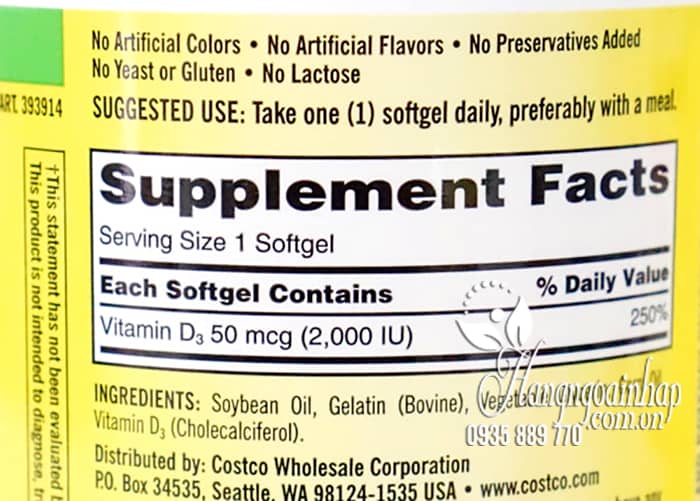 No Artificial Colors • No Artificial Flavors • No Preservatives Added
No Yeast or Gluten • No Lactose
ART. 393914
SUGGESTED USE: Take one (1) softgel daily, preferably with a meal.
†This statement has not been evaluated b
This product is not intended to diagnose, tr
Supplement Facts
Serving Size 1 Softgel
Each Softgel Contains % Daily Value
Vitamin D₃ 50 mcg (2,000 IU) 250%
INGREDIENTS: Soybean Oil, Gelatin (Bovine),
Vitamin D₃ (Cholecalciferol).
Hangngoainhap
.com.vn
0935 889 770
Distributed by: Costco Wholesale Corporation
P.O. Box 34535, Seattle, WA 98124-1535 USA • www.costco.com